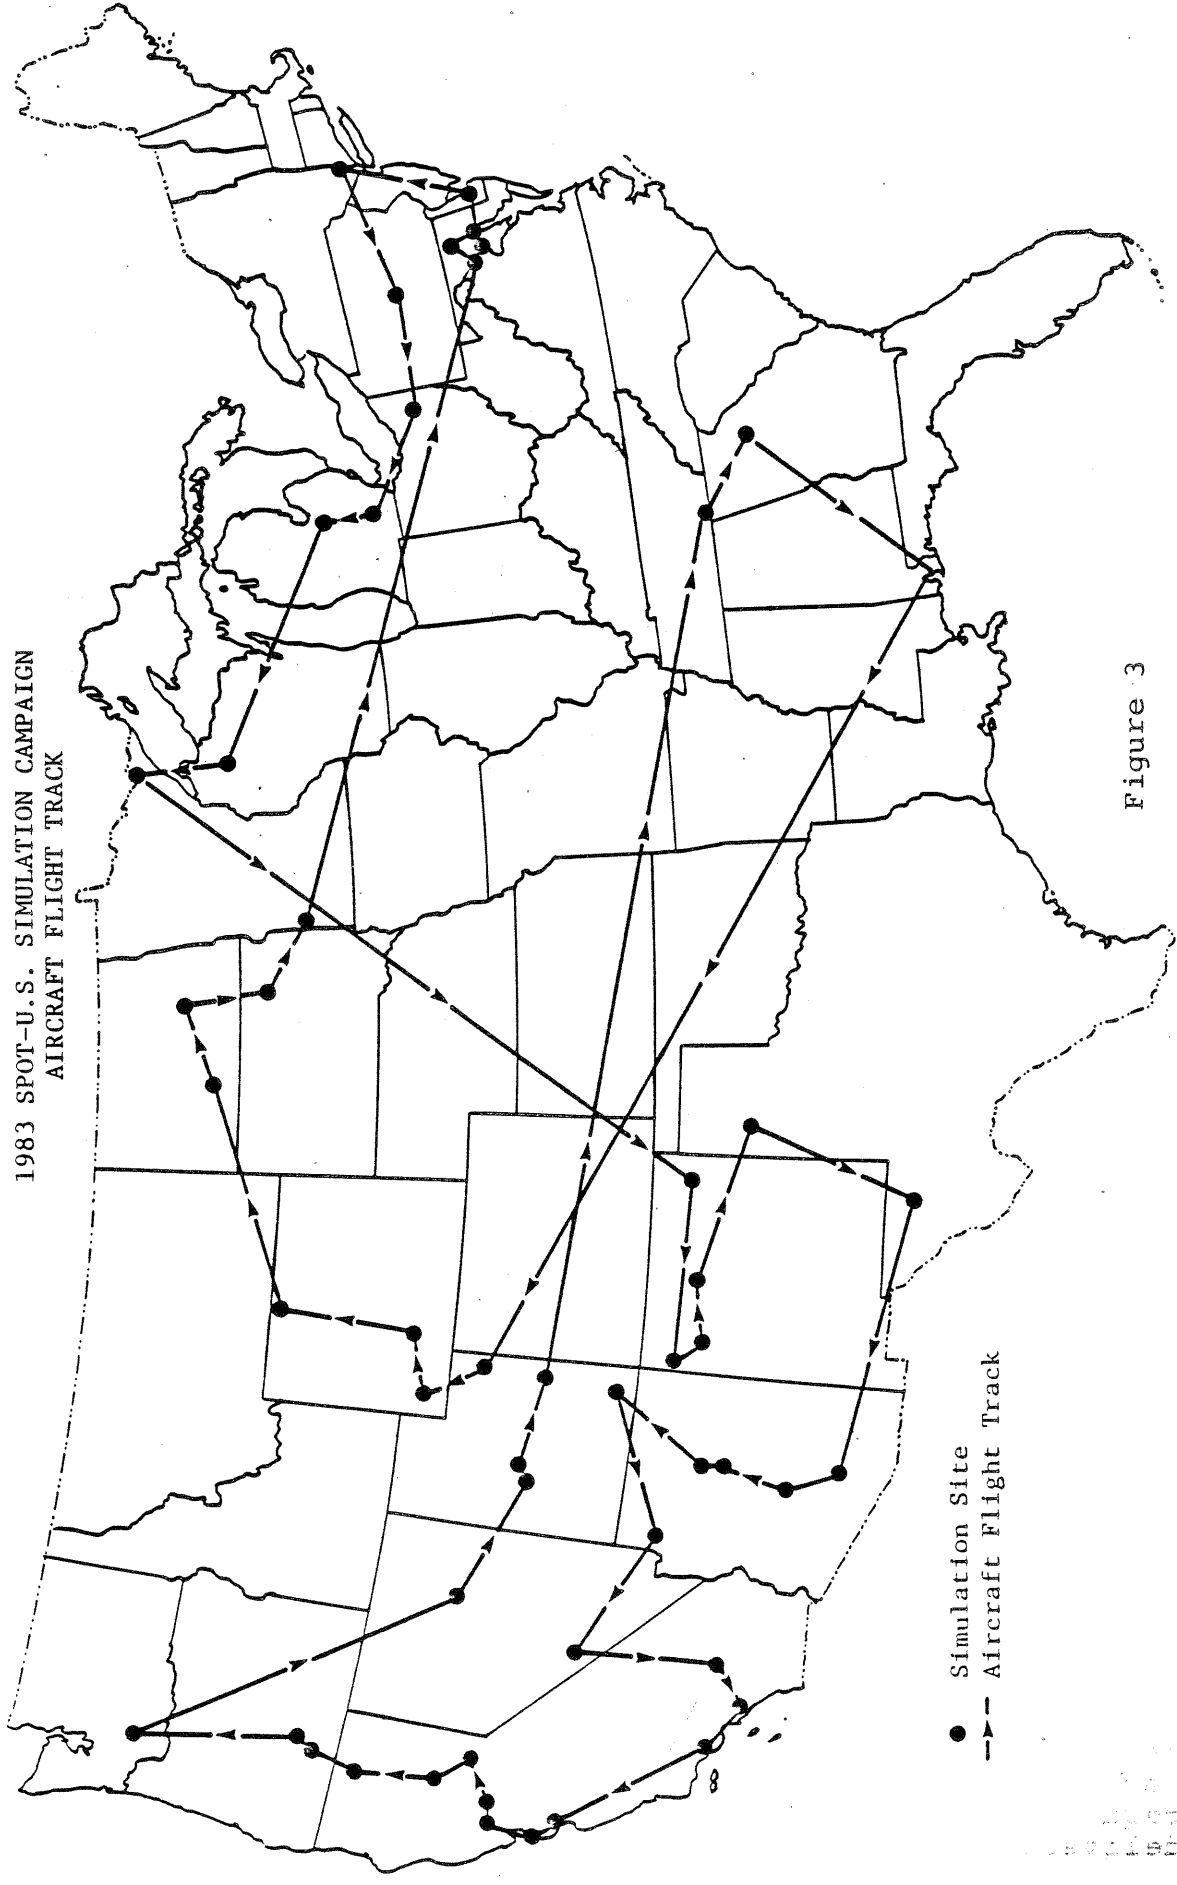 1983 SPOT-U.S. SIMULATION CAMPAIGN
AIRCRAFT FLIGHT TRACK
Simulation Site
Aircraft Flight Track
Figure 3